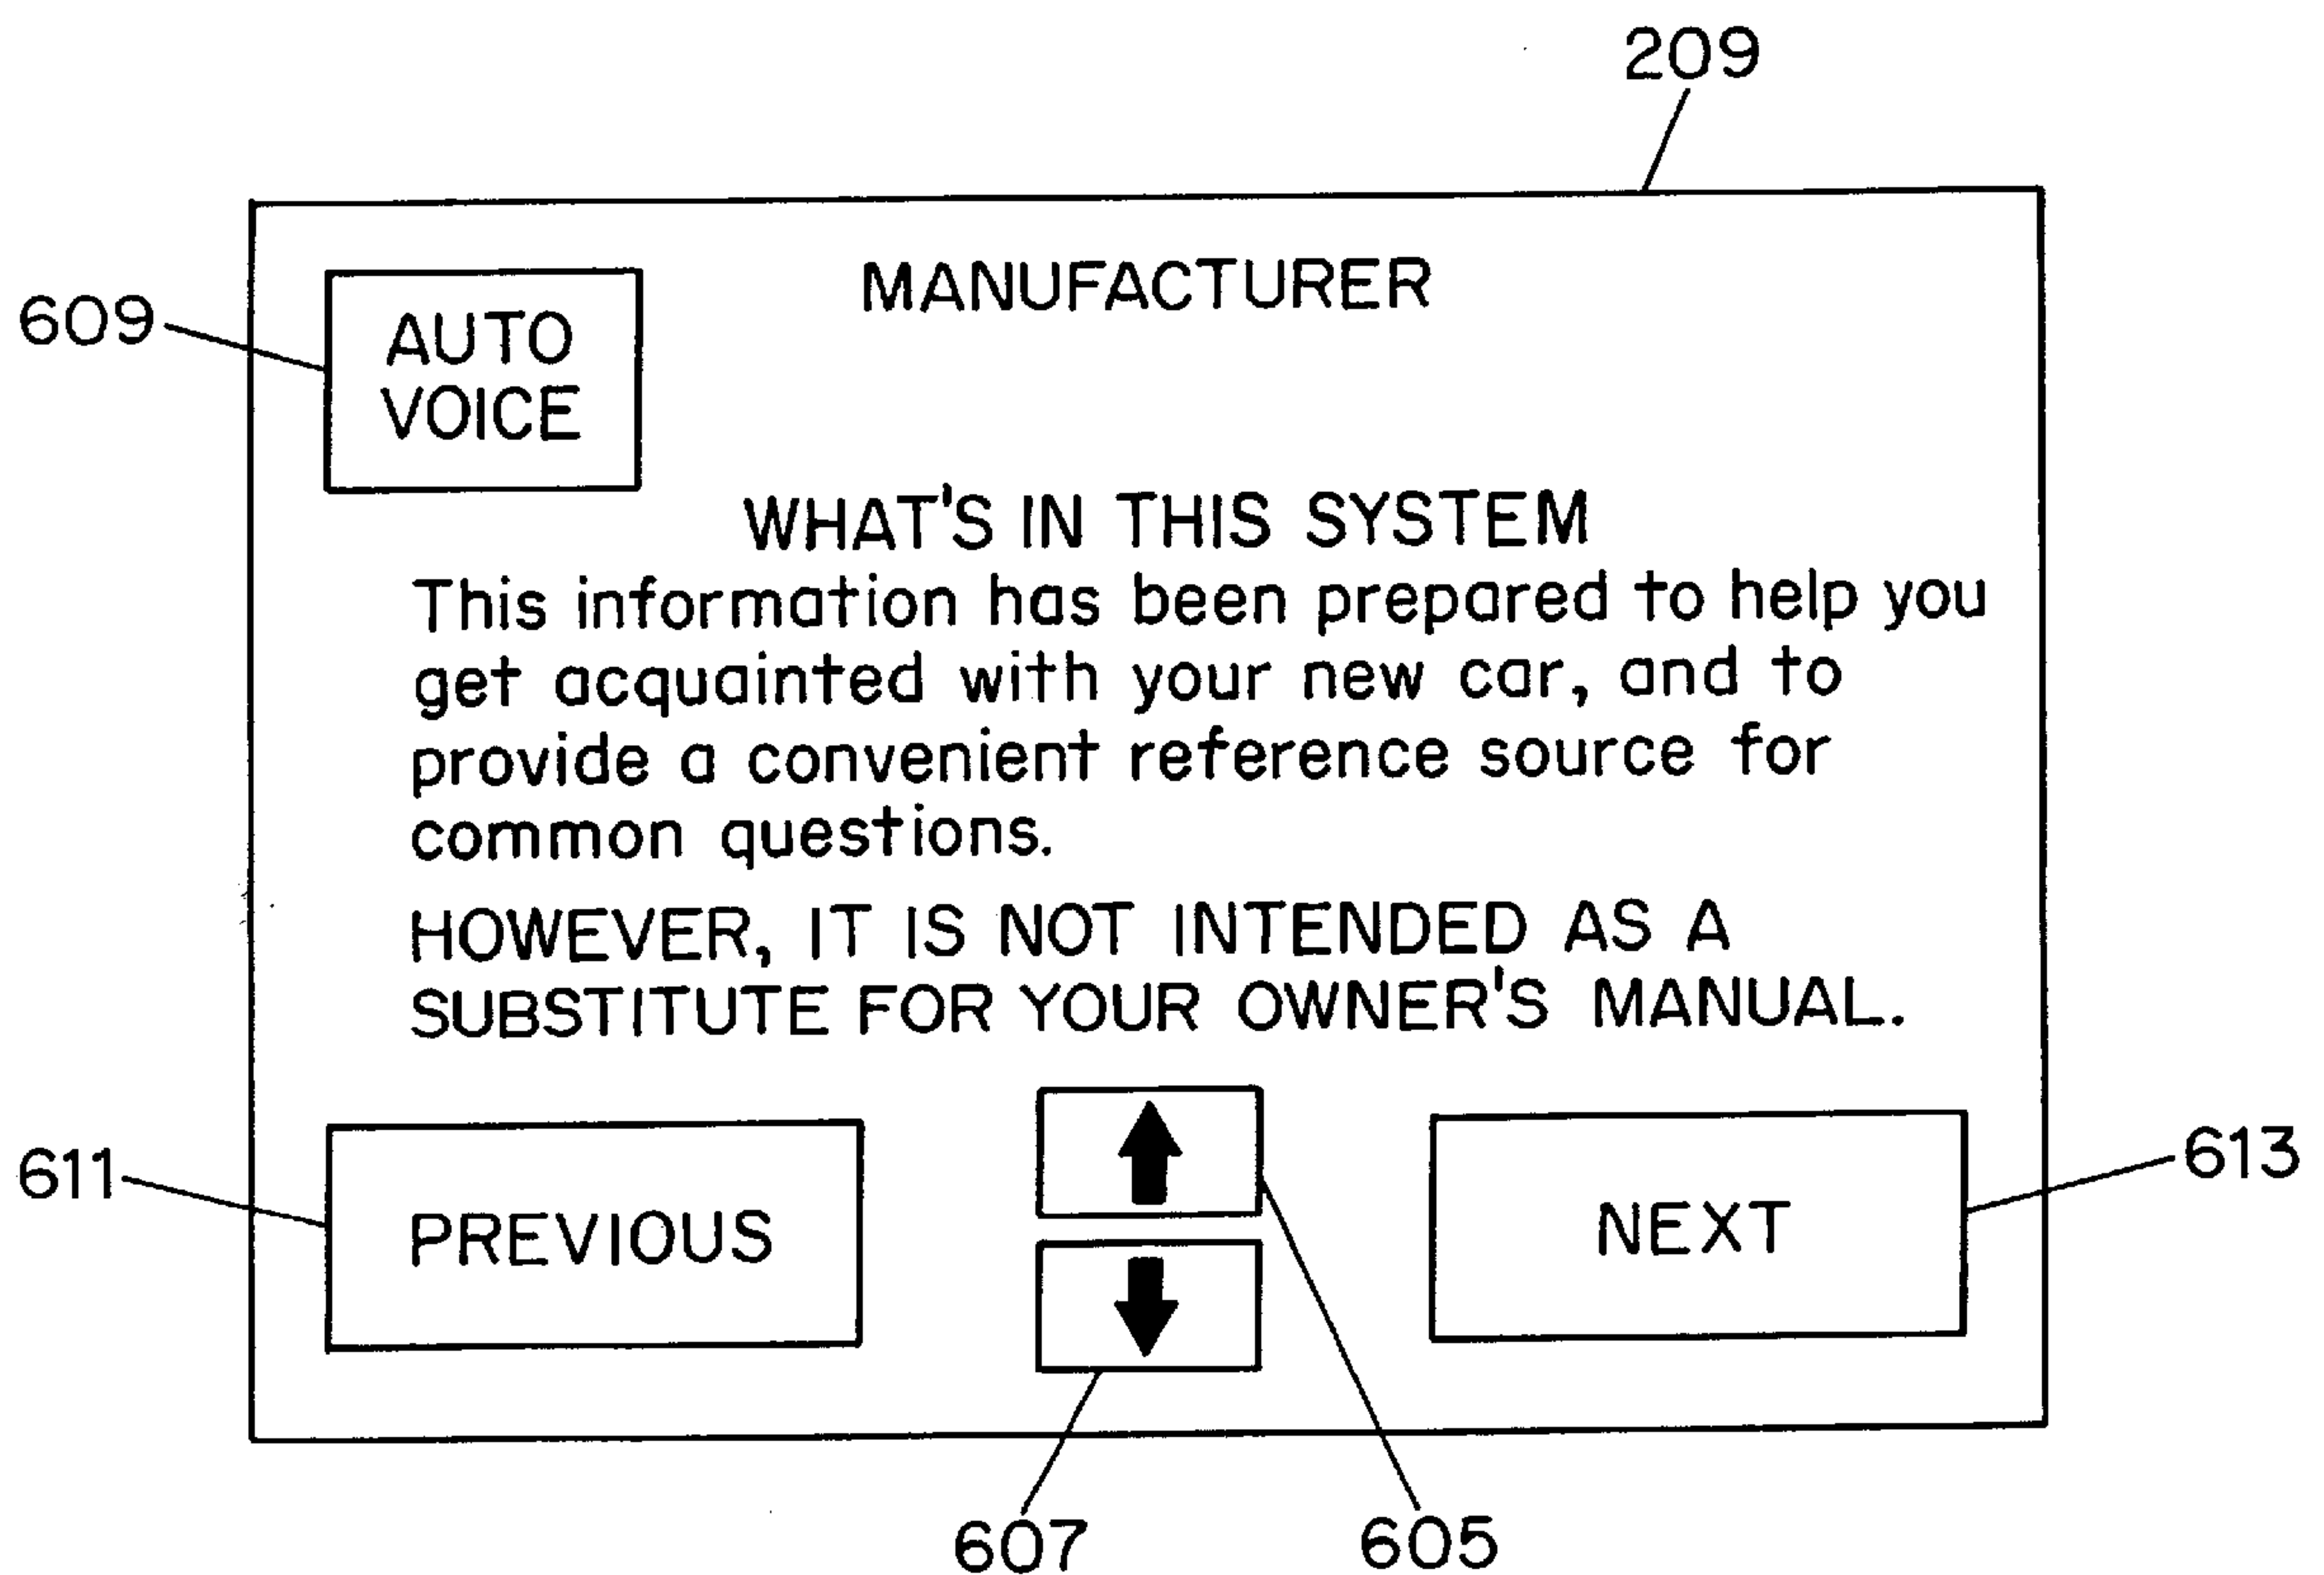 209
MANUFACTURER
609
AUTO
VOICE
WHAT'S IN THIS SYSTEM
This information has been prepared to help you
get acquainted with your new car, and to
provide a convenient reference source for
common questions.
HOWEVER, IT IS NOT INTENDED AS A
SUBSTITUTE FOR YOUR OWNER'S MANUAL.
611
PREVIOUS
NEXT
613
607
605